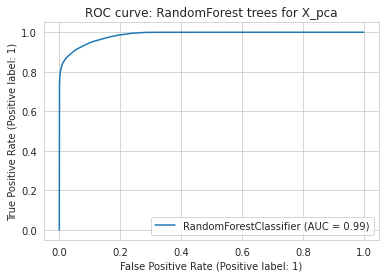 ROC curve: RandomForest trees for X_pca
True Positive Rate (Positive label: 1)
1.0
0.8
0.6
0.4
0.2
0.0
RandomForestClassifier (AUC = 0.99)
0.0 0.2 0.4 0.6 0.8 1.0
False Positive Rate (Positive label: 1)